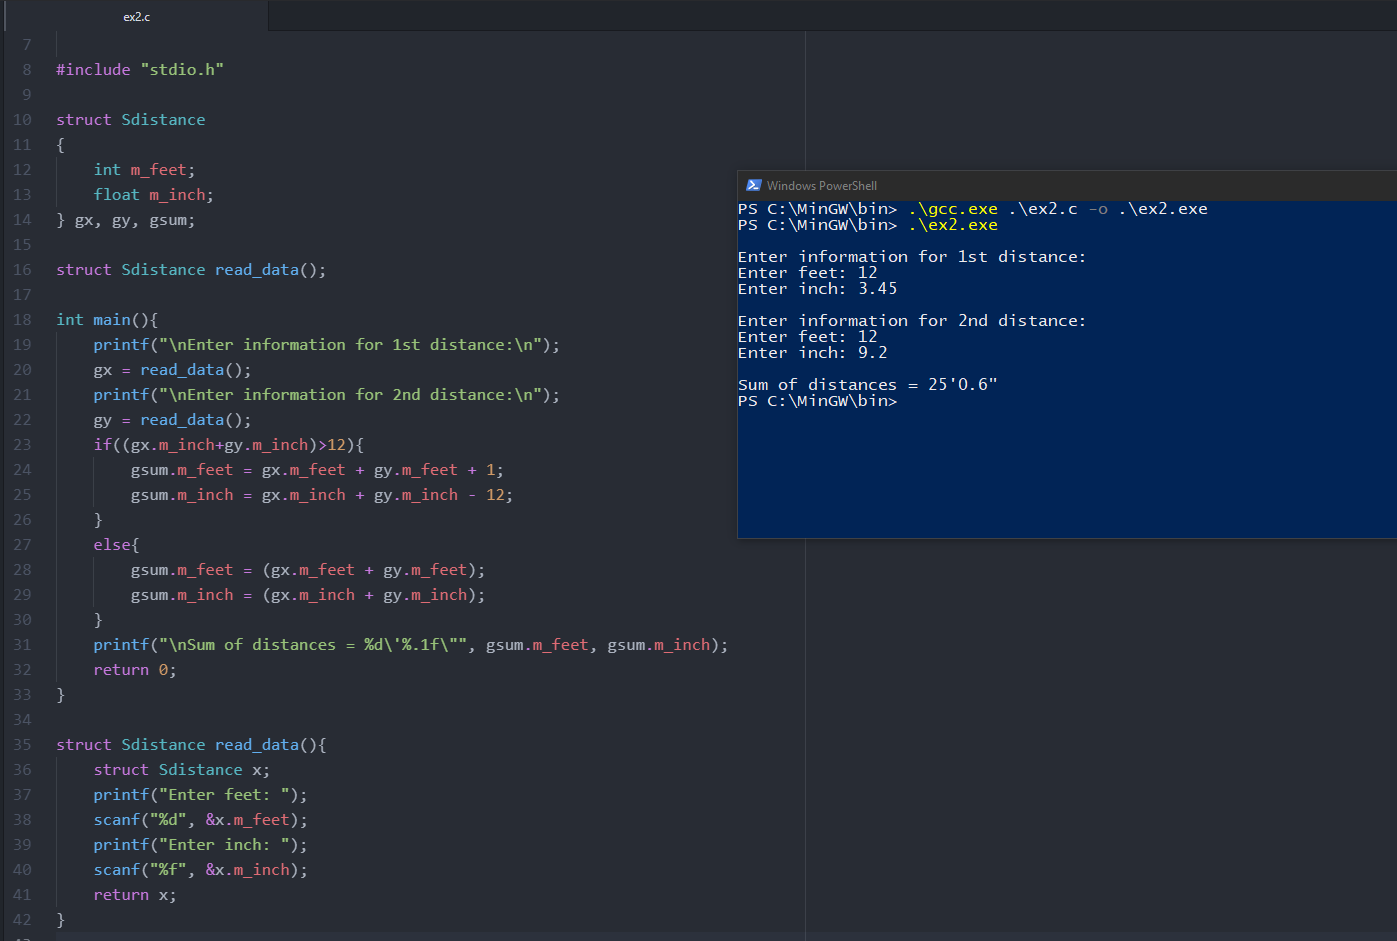 ex2.c
7
8 #include "stdio.h"
9
10 struct Sdistance
11 {
12     int m_feet;
13     float m_inch;
14 } gx, gy, gsum;
15
16 struct Sdistance read_data();
17
18 int main(){
19     printf("\nEnter information for 1st distance:\n");
20     gx = read_data();
21     printf("\nEnter information for 2nd distance:\n");
22     gy = read_data();
23     if((gx.m_inch+gy.m_inch)>12){
24         gsum.m_feet = gx.m_feet + gy.m_feet + 1;
25         gsum.m_inch = gx.m_inch + gy.m_inch - 12;
26     }
27     else{
28         gsum.m_feet = (gx.m_feet + gy.m_feet);
29         gsum.m_inch = (gx.m_inch + gy.m_inch);
30     }
31     printf("\nSum of distances = %d\'%.1f\"", gsum.m_feet, gsum.m_inch);
32     return 0;
33 }
34
35 struct Sdistance read_data(){
36     struct Sdistance x;
37     printf("Enter feet: ");
38     scanf("%d", &x.m_feet);
39     printf("Enter inch: ");
40     scanf("%f", &x.m_inch);
41     return x;
42 }
Windows PowerShell
PS C:\MinGW\bin> .\gcc.exe .\ex2.c -o .\ex2.exe
PS C:\MinGW\bin> .\ex2.exe
Enter information for 1st distance:
Enter feet: 12
Enter inch: 3.45
Enter information for 2nd distance:
Enter feet: 12
Enter inch: 9.2
Sum of distances = 25'0.6"
PS C:\MinGW\bin>